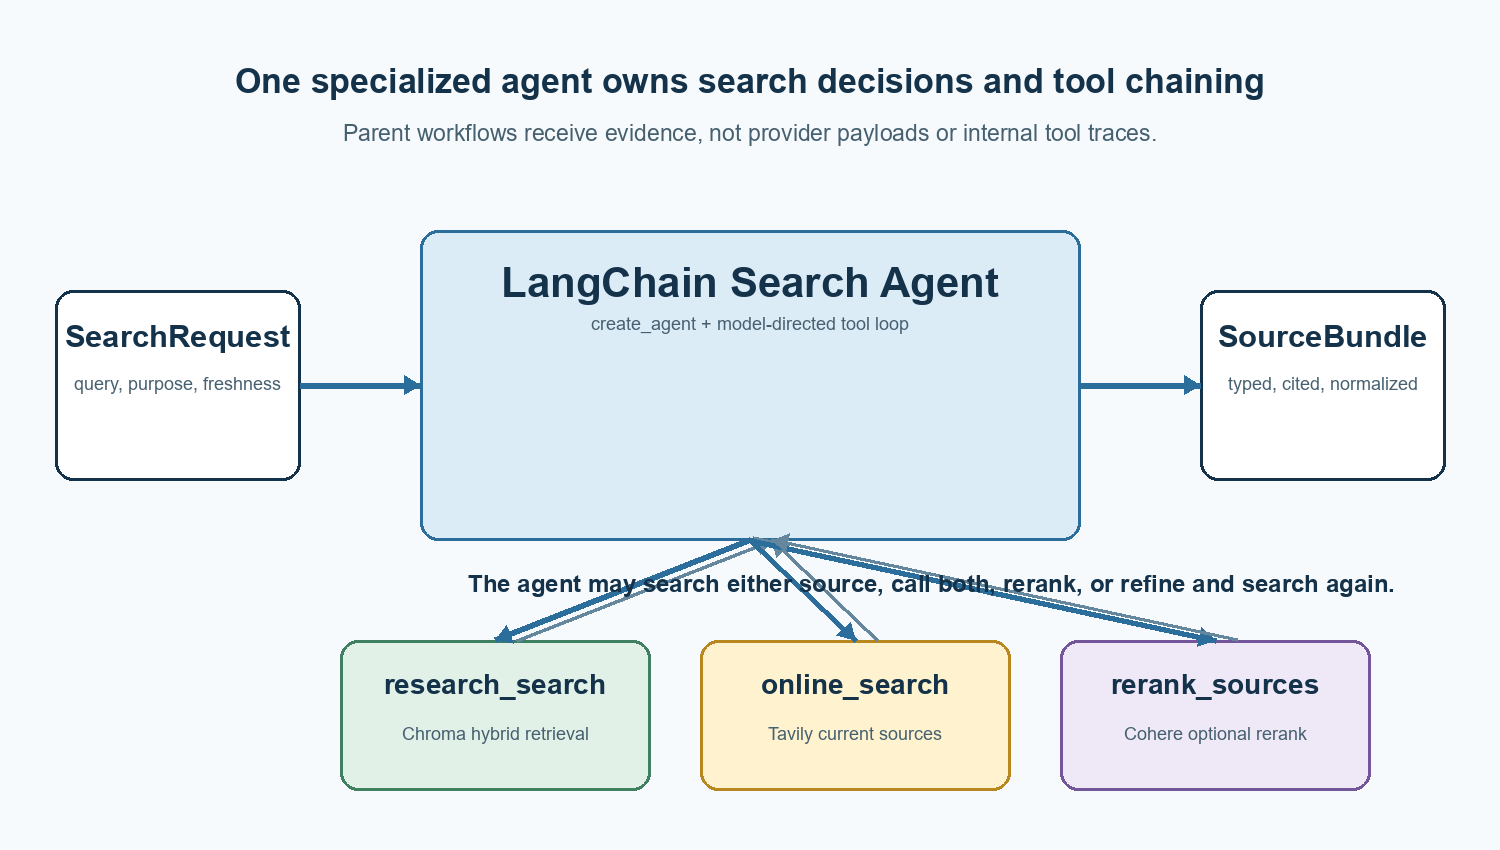 One specialized agent owns search decisions and tool chaining
Parent workflows receive evidence, not provider payloads or internal tool traces.
SearchRequest
query, purpose, freshness
LangChain Search Agent
create_agent + model-directed tool loop
SourceBundle
typed, cited, normalized
The agent may search either source, call both, rerank, or refine and search again.
research_search
Chroma hybrid retrieval
online_search
Tavily current sources
rerank_sources
Cohere optional rerank